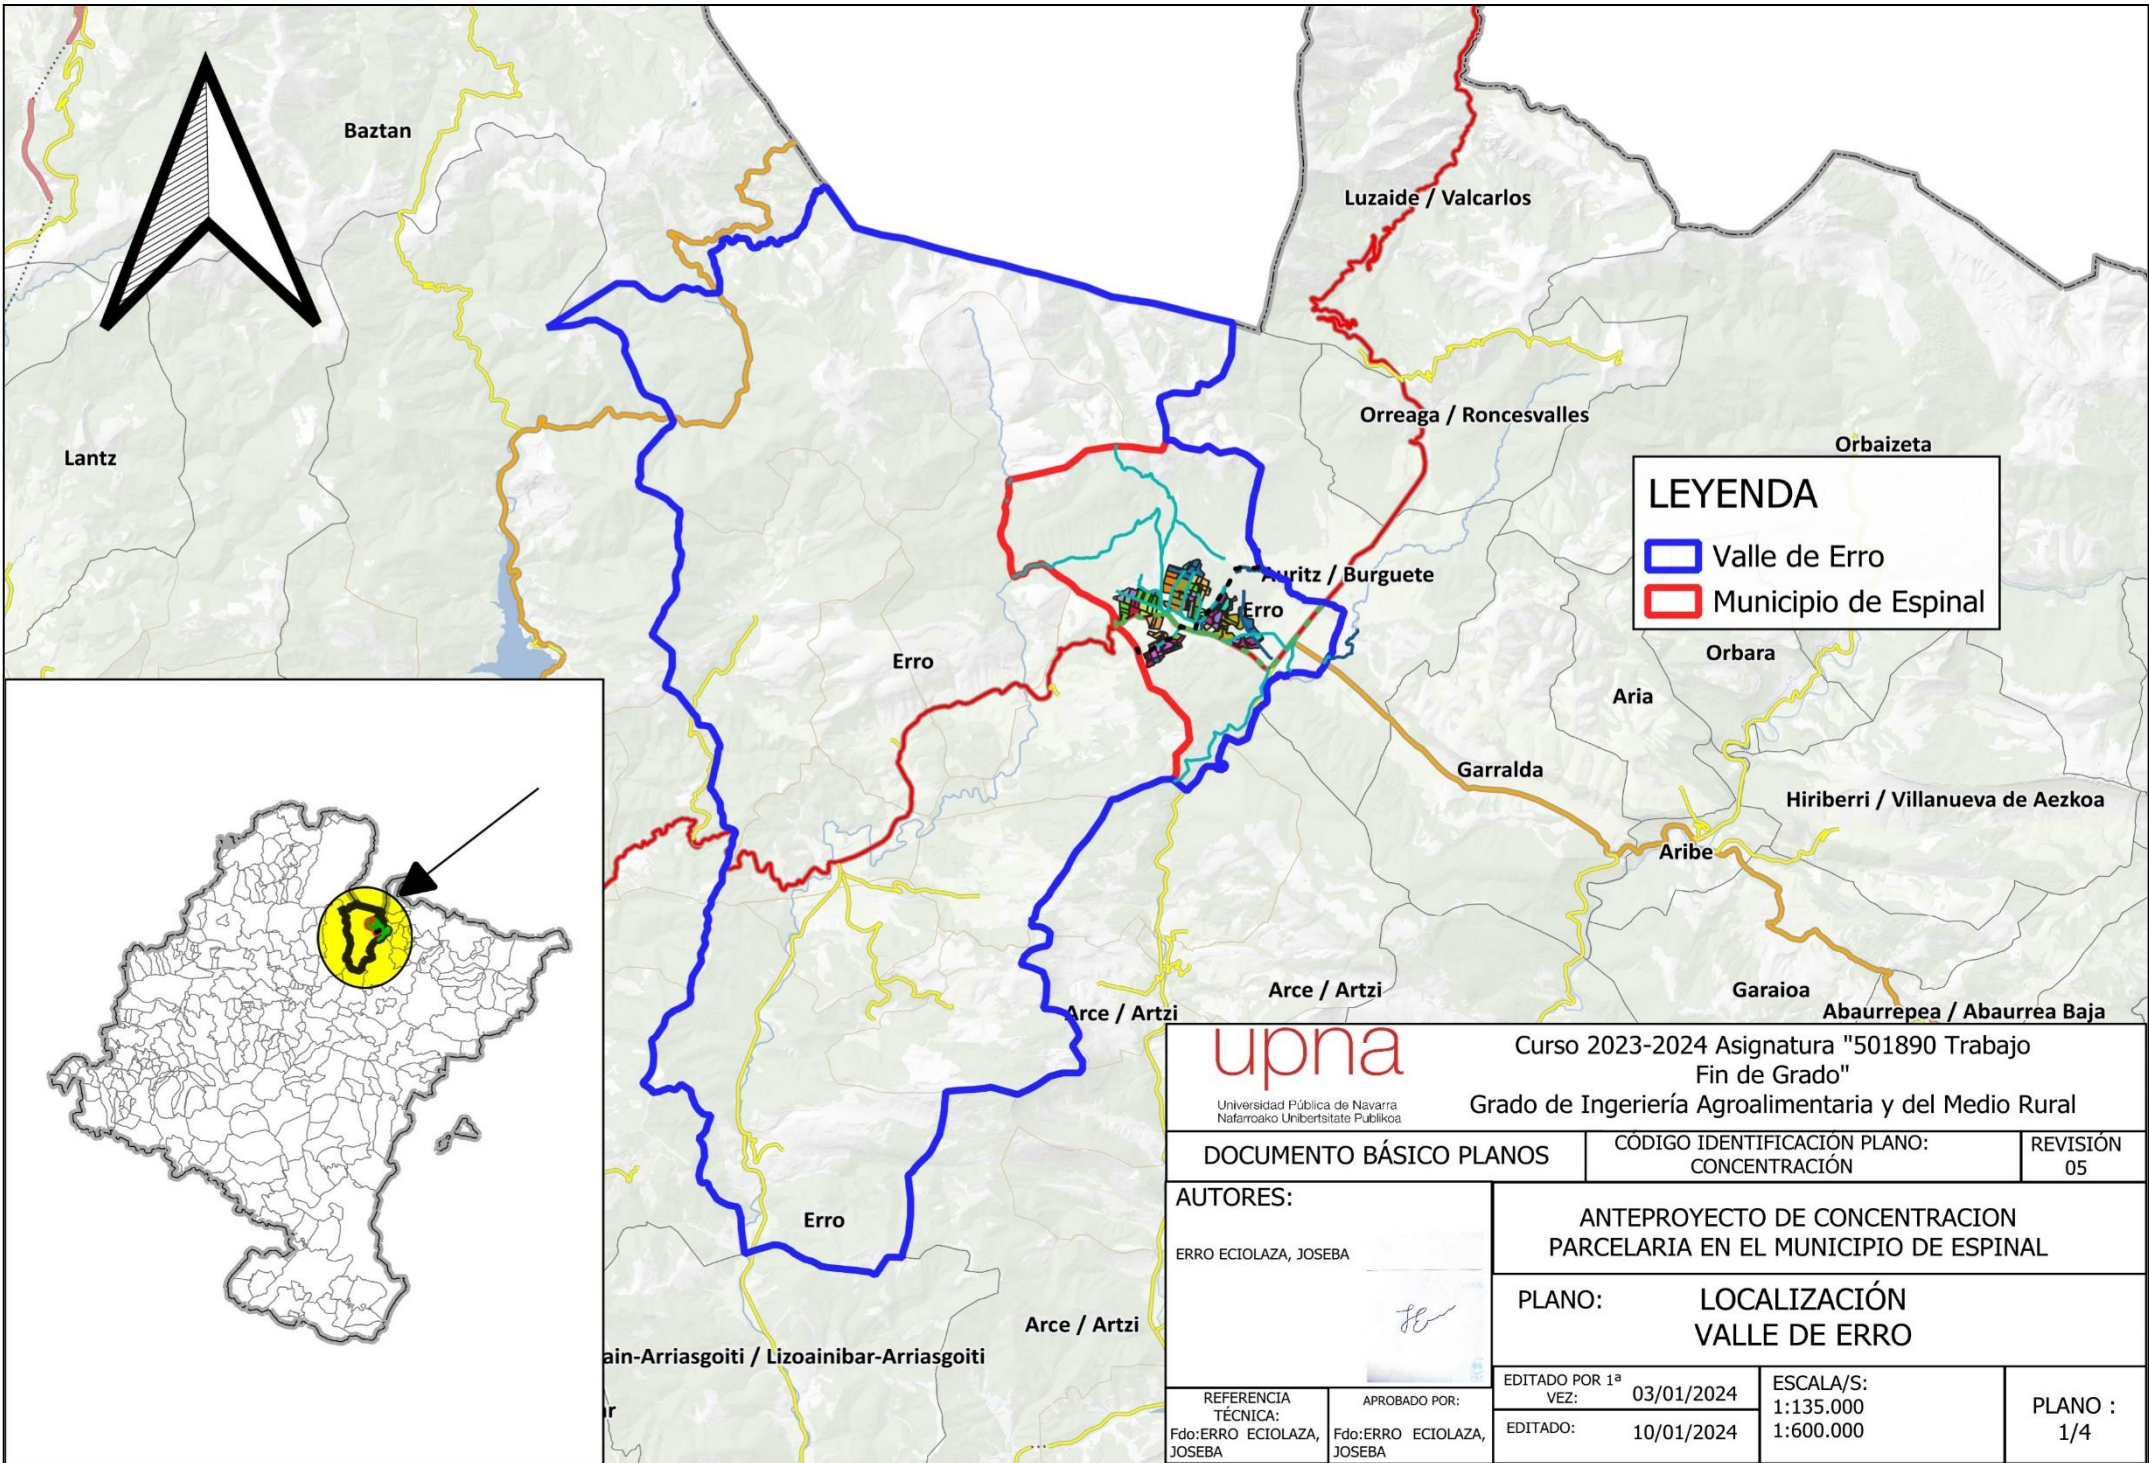 Baztan
Luzaide / Valcarlos
Orreaga / Roncesvalles
Orbaizeta
Lantz
LEYENDA
Valle de Erro
Municipio de Espinal
Auritz / Burguete
Erro
Erro
Orbara
Aria
Garralda
Hiriberri / Villanueva de Aezkoa
Aribe
Arce / Artzi
Garaioa
Arce / Artzi
Abaurrepea / Abaurrea Baja
Erro
Arce / Artzi
ain-Arriasgoiti / Lizoainibar-Arriasgoiti
upna
Universidad Pública de Navarra
Nafarroako Unibertsitate Publikoa
Curso 2023-2024 Asignatura "501890 Trabajo
Fin de Grado"
Grado de Ingeriería Agroalimentaria y del Medio Rural
DOCUMENTO BÁSICO PLANOS
CÓDIGO IDENTIFICACIÓN PLANO:
CONCENTRACIÓN
REVISIÓN
05
AUTORES:
ERRO ECIOLAZA, JOSEBA
ANTEPROYECTO DE CONCENTRACION
PARCELARIA EN EL MUNICIPIO DE ESPINAL
PLANO:
LOCALIZACIÓN
VALLE DE ERRO
REFERENCIA
TÉCNICA:
Fdo:ERRO ECIOLAZA,
JOSEBA
APROBADO POR:
Fdo:ERRO ECIOLAZA,
JOSEBA
EDITADO POR 1ª
VEZ: 03/01/2024
EDITADO: 10/01/2024
ESCALA/S:
1:135.000
1:600.000
PLANO :
1/4